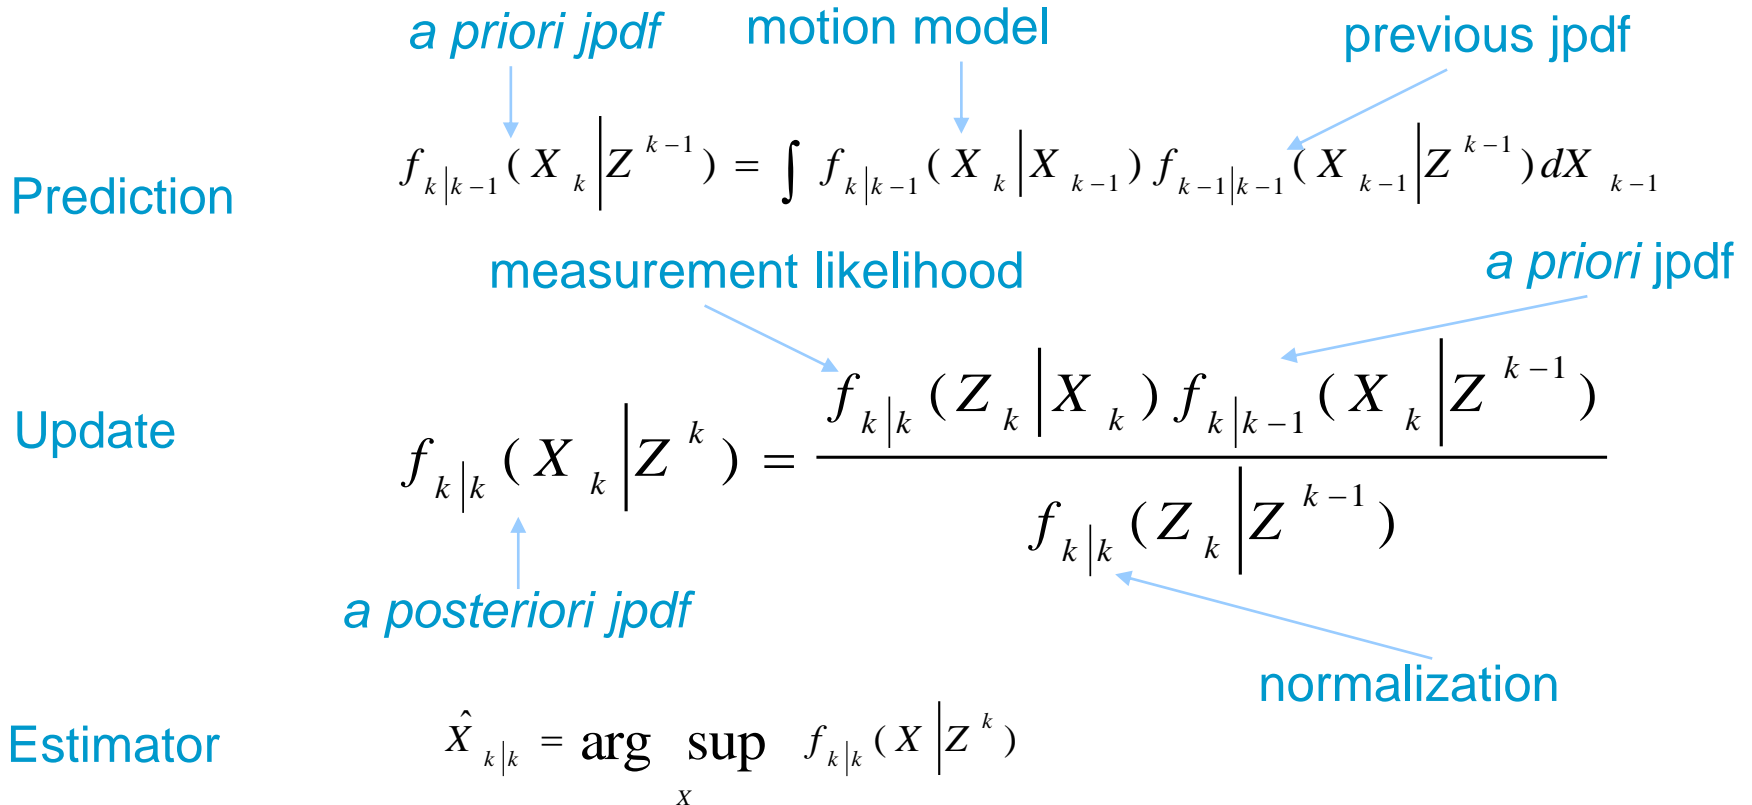 a priori jpdf motion model previous jpdf
Prediction f_{k|k-1}(X_k|Z^{k-1}) = ∫ f_{k|k-1}(X_k|X_{k-1}) f_{k-1|k-1}(X_{k-1}|Z^{k-1}) dX_{k-1}
measurement likelihood a priori jpdf
Update f_{k|k}(X_k|Z^k) = \frac{f_{k|k}(Z_k|X_k) f_{k|k-1}(X_k|Z^{k-1})}{f_{k|k}(Z_k|Z^{k-1})}
a posteriori jpdf
normalization
Estimator \hat{X}_{k|k} = arg sup_X f_{k|k}(X|Z^k)